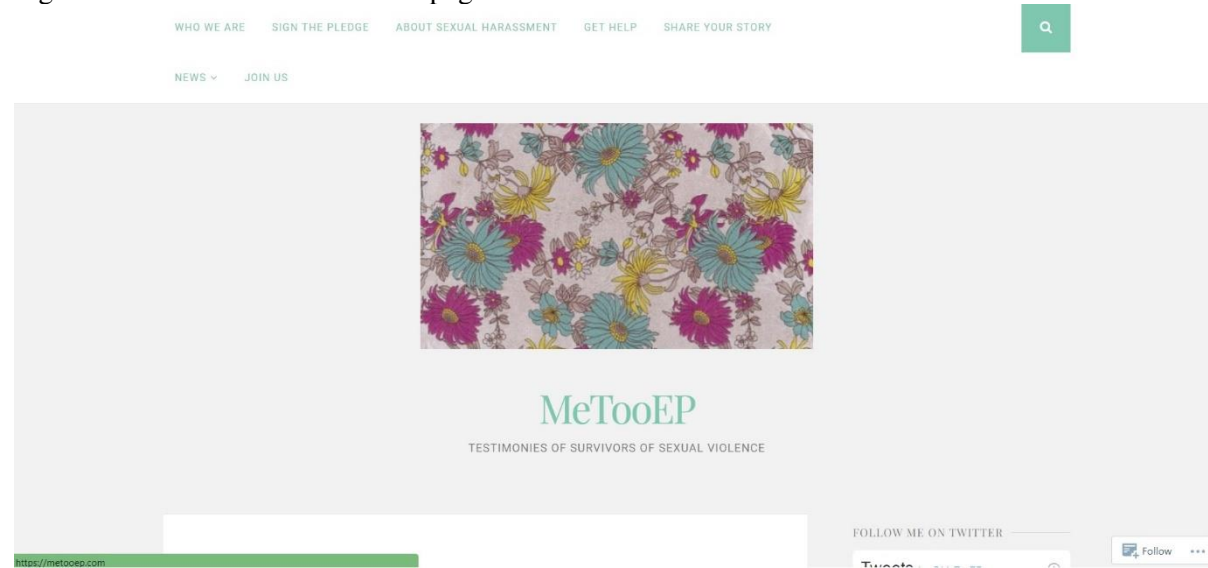 WHO WE ARE SIGN THE PLEDGE ABOUT SEXUAL HARASSMENT GET HELP SHARE YOUR STORY
NEWS JOIN US
MeTooEP
TESTIMONIES OF SURVIVORS OF SEXUAL VIOLENCE
FOLLOW ME ON TWITTER
Tweets
Follow
https://metooep.com